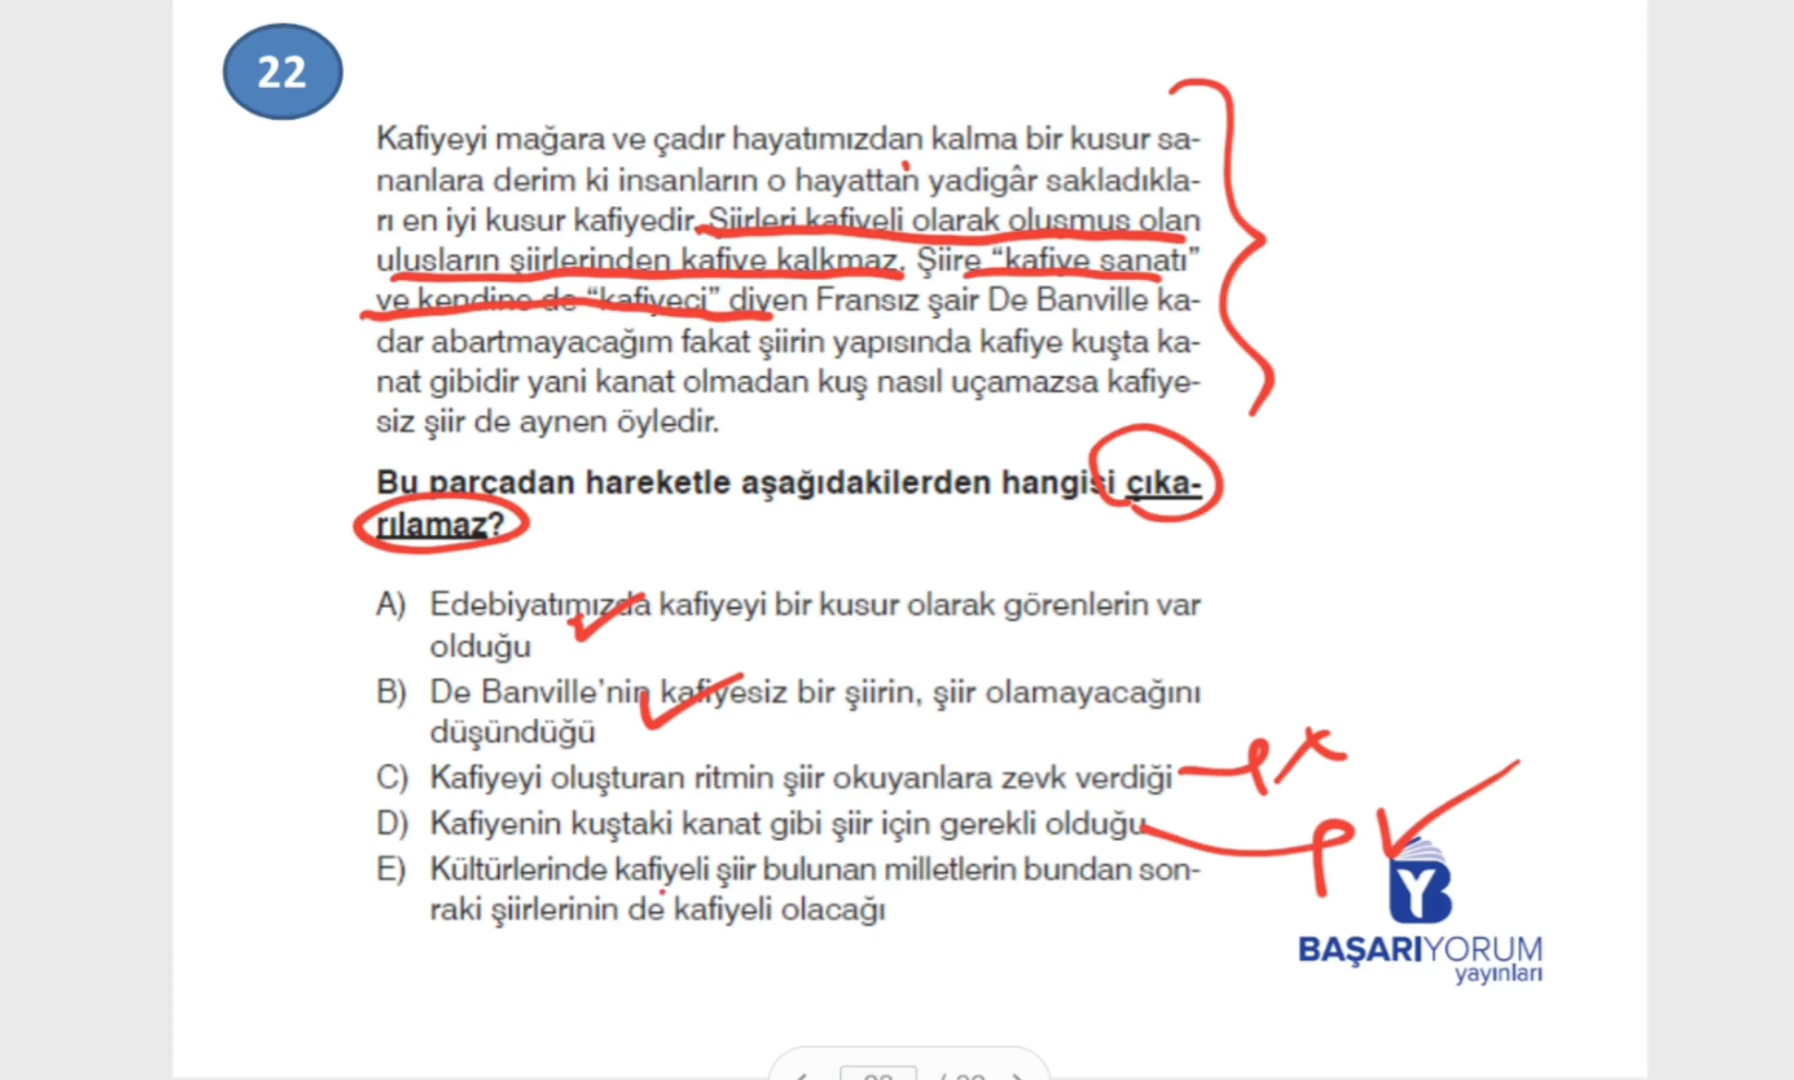 22
Kafiyeyi mağara ve çadır hayatımızdan kalma bir kusur sa-
nanlara derim ki insanların o hayattan yadigâr sakladıkla-
rı en iyi kusur kafiyedir. Şiirleri kafiyeli olarak oluşmuş olan
ulusların şiirlerinden kafiye kalkmaz. Şiire “kafiye sanatı”
ve kendine de “kafiyeci” diyen Fransız şair De Banville ka-
dar abartmayacağım fakat şiirin yapısında kafiye kuşta ka-
nat gibidir yani kanat olmadan kuş nasıl uçamazsa kafiye-
siz şiir de aynen öyledir.
Bu parçadan hareketle aşağıdakilerden hangisi çıka-
rılamaz?
A) Edebiyatımızda kafiyeyi bir kusur olarak görenlerin var
olduğu
B) De Banville’nin kafiyesiz bir şiirin, şiir olamayacağını
düşündüğü
C) Kafiyeyi oluşturan ritmin şiir okuyanlara zevk verdiği
D) Kafiyenin kuştaki kanat gibi şiir için gerekli olduğu
E) Kültürlerinde kafiyeli şiir bulunan milletlerin bundan son-
raki şiirlerinin de kafiyeli olacağı
BAŞARIYORUM
yayınları